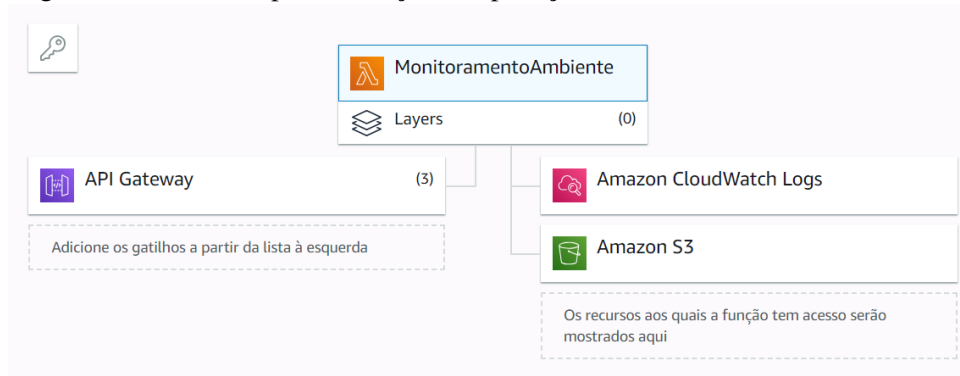 MonitoramentoAmbiente
Layers (0)
API Gateway (3)
Adicione os gatilhos a partir da lista à esquerda
Amazon CloudWatch Logs
Amazon S3
Os recursos aos quais a função tem acesso serão
mostrados aqui